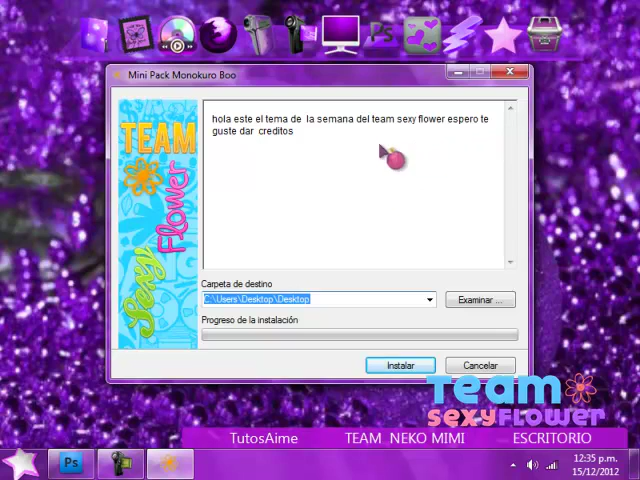 Ps
Mini Pack Monokuro Boo
hola este el tema de la semana del team sexy flower espero te
guste dar creditos
TEAM
Sexy Flower
Carpeta de destino
C:\Users\Desktop\Desktop
Examinar ...
Progreso de la instalación
Instalar
Cancelar
TEAM
SEXYFLOWER
TutosAime
TEAM NEKO MIMI
ESCRITORIO
Ps
12:35 p.m.
15/12/2012